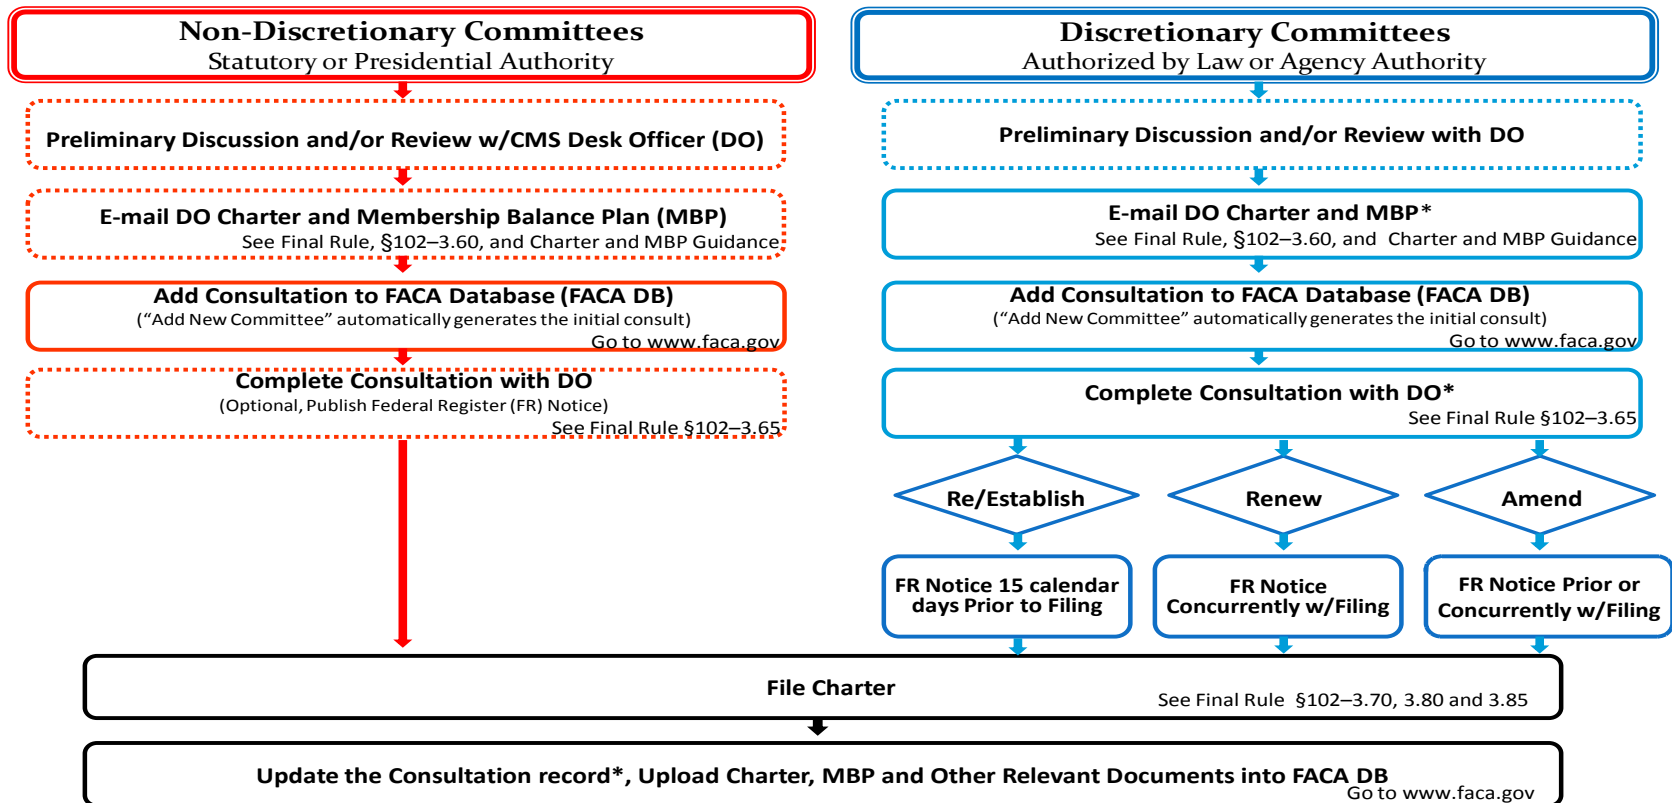 Non-Discretionary Committees
Statutory or Presidential Authority
Preliminary Discussion and/or Review w/CMS Desk Officer (DO)
E-mail DO Charter and Membership Balance Plan (MBP)
See Final Rule, §102–3.60, and Charter and MBP Guidance
Add Consultation to FACA Database (FACA DB)
(“Add New Committee” automatically generates the initial consult)
Go to www.faca.gov
Complete Consultation with DO
(Optional, Publish Federal Register (FR) Notice)
See Final Rule §102–3.65
Discretionary Committees
Authorized by Law or Agency Authority
Preliminary Discussion and/or Review with DO
E-mail DO Charter and MBP*
See Final Rule, §102–3.60, and Charter and MBP Guidance
Add Consultation to FACA Database (FACA DB)
(“Add New Committee” automatically generates the initial consult)
Go to www.faca.gov
Complete Consultation with DO*
See Final Rule §102–3.65
Re/Establish
Renew
Amend
FR Notice 15 calendar
days Prior to Filing
FR Notice
Concurrently w/Filing
FR Notice Prior or
Concurrently w/Filing
File Charter
See Final Rule §102–3.70, 3.80 and 3.85
Update the Consultation record*, Upload Charter, MBP and Other Relevant Documents into FACA DB
Go to www.faca.gov